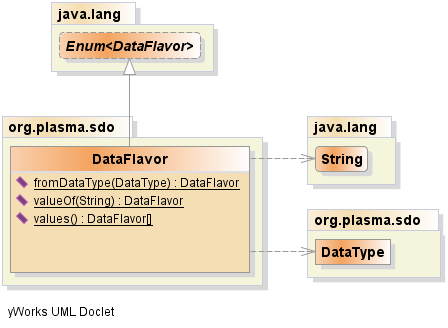 java.lang
Enum<DataFlavor>
org.plasma.sdo
DataFlavor
fromDataType(DataType) : DataFlavor
valueOf(String) : DataFlavor
values() : DataFlavor[]
java.lang
String
org.plasma.sdo
DataType
yWorks UML Doclet